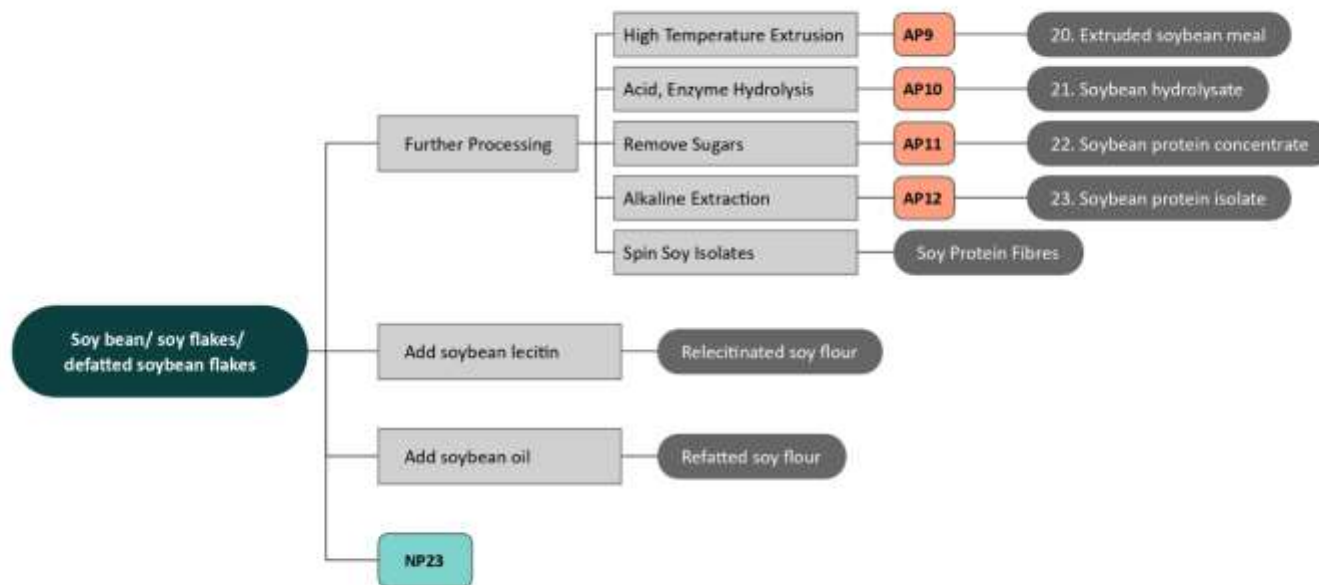 High Temperature Extrusion
AP9
20. Extruded soybean meal
Acid, Enzyme Hydrolysis
AP10
21. Soybean hydrolysate
Further Processing
Remove Sugars
AP11
22. Soybean protein concentrate
Alkaline Extraction
AP12
23. Soybean protein isolate
Spin Soy Isolates
Soy Protein Fibres
Soy bean/ soy flakes/
defatted soybean flakes
Add soybean lecitin
Relecitinated soy flour
Add soybean oil
Refatted soy flour
NP23